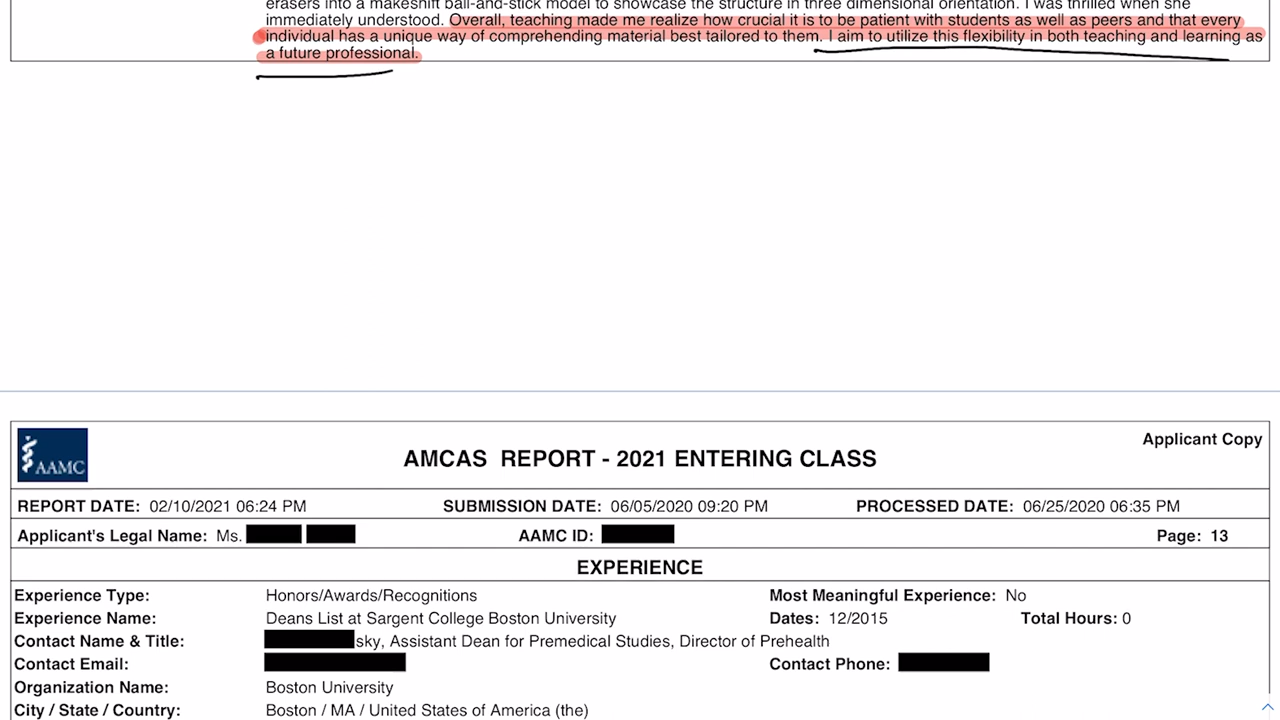 erasers into a makeshift ball-and-stick model to showcase the structure in three dimensional orientation. I was thrilled when she
immediately understood. Overall, teaching made me realize how crucial it is to be patient with students as well as peers and that every
individual has a unique way of comprehending material best tailored to them. I aim to utilize this flexibility in both teaching and learning as
a future professional.
AAMC
AMCAS REPORT - 2021 ENTERING CLASS
Applicant Copy
REPORT DATE: 02/10/2021 06:24 PM SUBMISSION DATE: 06/05/2020 09:20 PM PROCESSED DATE: 06/25/2020 06:35 PM
Applicant's Legal Name: Ms. AAMC ID: Page: 13
EXPERIENCE
Experience Type: Honors/Awards/Recognitions Most Meaningful Experience: No
Experience Name: Deans List at Sargent College Boston University Dates: 12/2015 Total Hours: 0
Contact Name & Title: sky, Assistant Dean for Premedical Studies, Director of Prehealth
Contact Email: Contact Phone:
Organization Name: Boston University
City / State / Country: Boston / MA / United States of America (the)